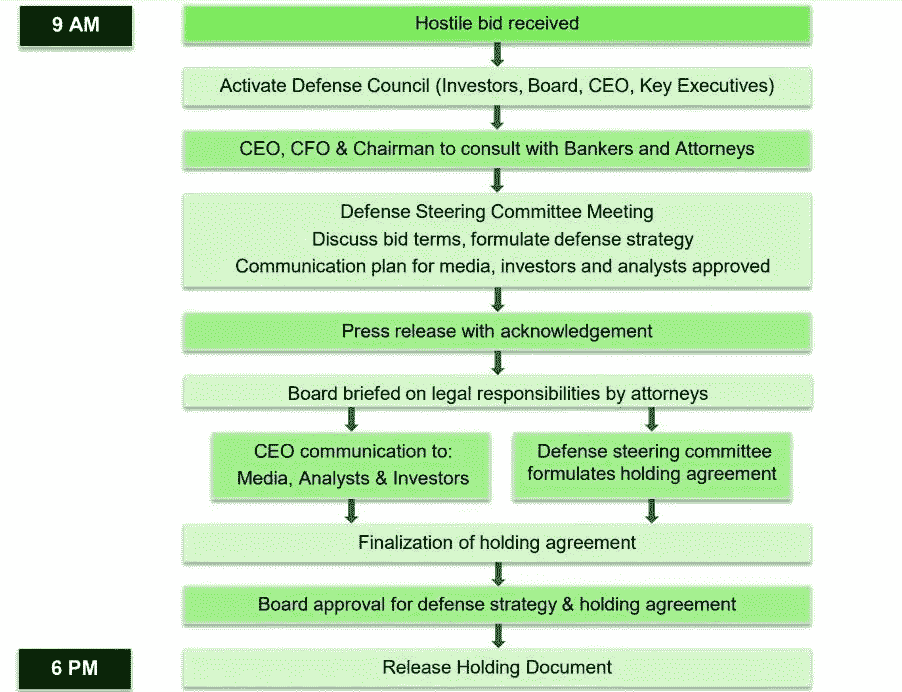 9 AM
Hostile bid received
Activate Defense Council (Investors, Board, CEO, Key Executives)
CEO, CFO & Chairman to consult with Bankers and Attorneys
Defense Steering Committee Meeting
Discuss bid terms, formulate defense strategy
Communication plan for media, investors and analysts approved
Press release with acknowledgement
Board briefed on legal responsibilities by attorneys
CEO communication to:
Media, Analysts & Investors
Defense steering committee
formulates holding agreement
Finalization of holding agreement
Board approval for defense strategy & holding agreement
6 PM
Release Holding Document